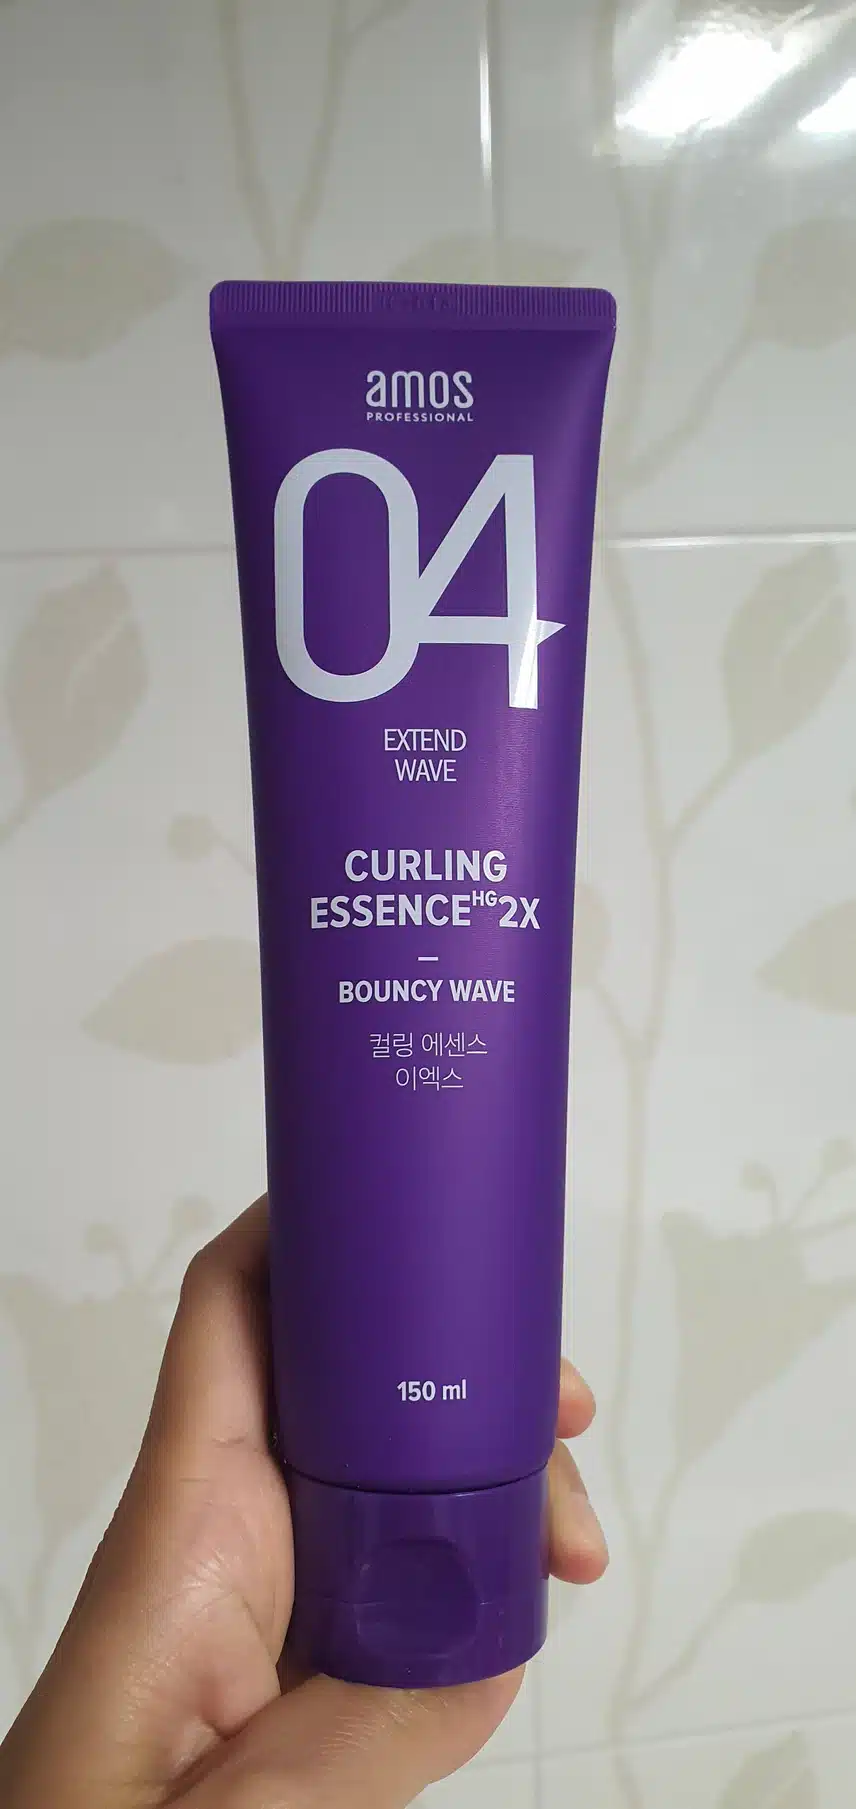 amos
PROFESSIONAL
04
EXTEND
WAVE
CURLING
ESSENCEHG2X
BOUNCY WAVE
컬링 에센스
이엑스
150 ml